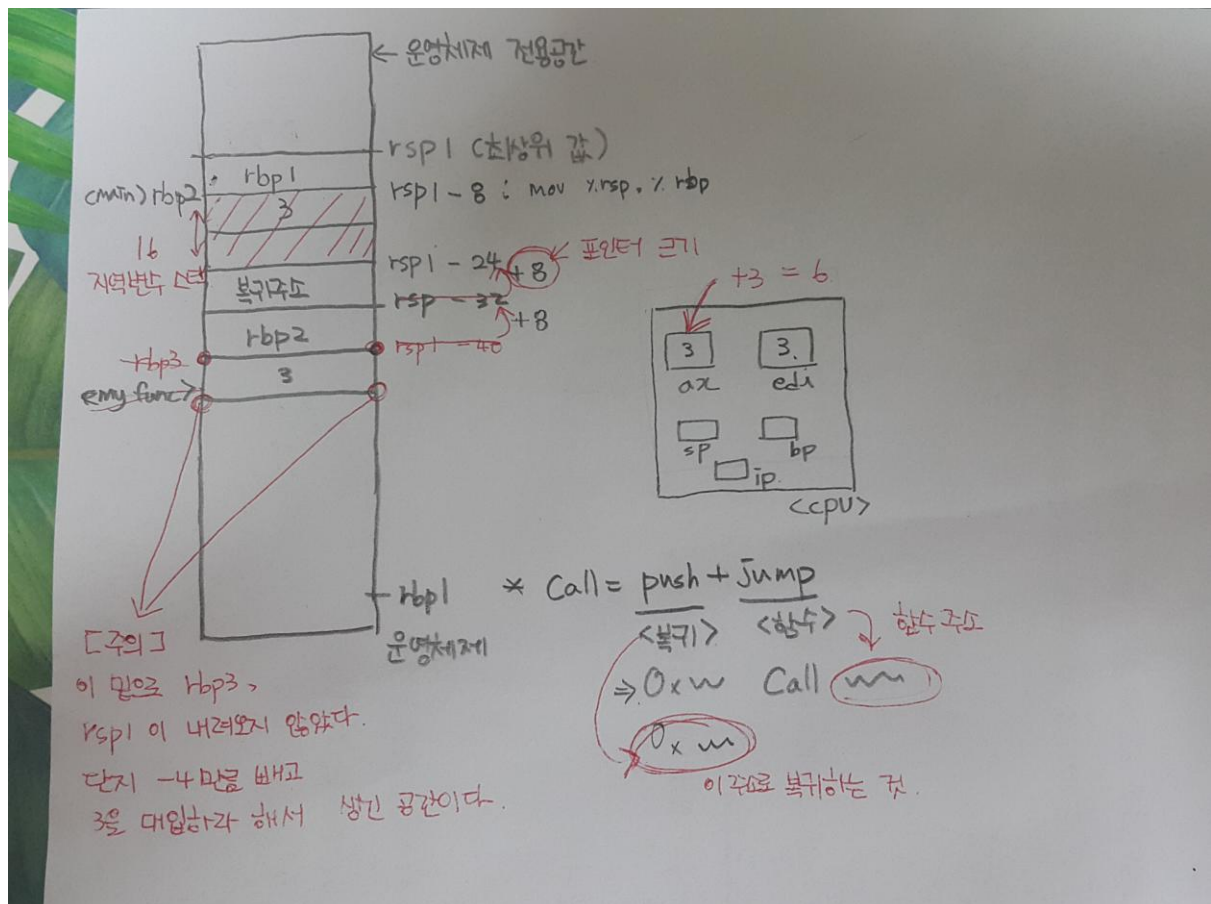 ← 운영체제 전용공간
rsp1 (최상위 값)
rbp1
(main) rbp2
rsp1 - 8 : mov %rsp, % rbp
3
16
지역변수 스택
rsp1 - 24
+8
← 포인터 크기
복귀주소
rsp - 32
+8
rbp2
rbp3
rsp1 - 40
3
<my func>
+3 = 6
3
3.
ax
edi
sp
bp
ip
<cpu>
rbp1
운영체제
* Call = push + jump
<복귀>
<함수>
함수 주소
⇒ 0x
Call
0x
이 주소로 복귀하는 것.
[주의]
이 밑으로 rbp3,
rsp1 이 내려오지 않았다.
단지 -4만큼 빼고
3을 대입하라 해서 생긴 공간이다.